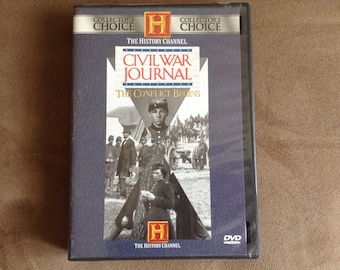 COLLECTOR'S CHOICE
H
COLLECTOR'S CHOICE
THE HISTORY CHANNEL
CIVIL WAR
JOURNAL
THE CONFLICT BEGINS
H
THE HISTORY CHANNEL
DVD